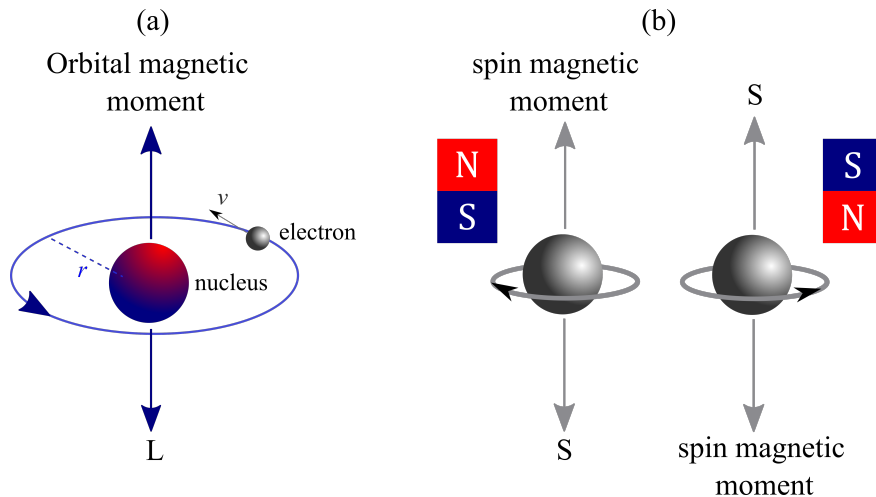 (a)
Orbital magnetic
moment
v
electron
r
nucleus
L
(b)
spin magnetic
moment
N
S
S
S
S
N
spin magnetic
moment